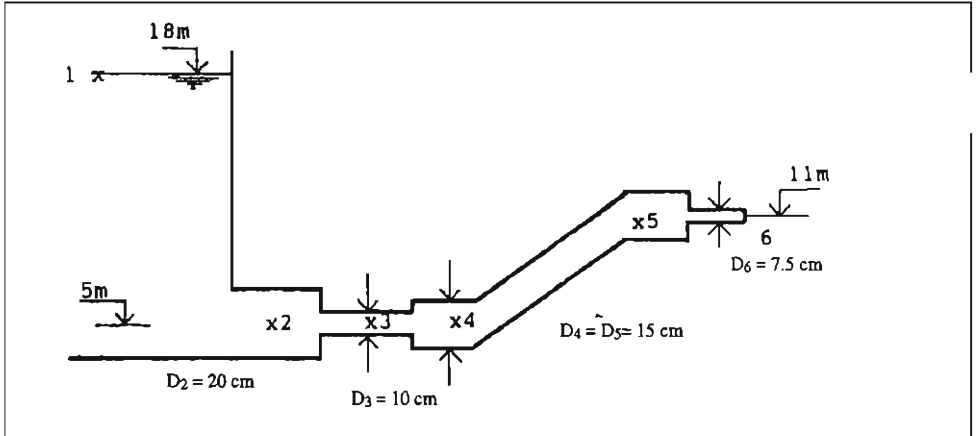 18m
1 x
11m
x5
6
D6 = 7.5 cm
5m
x2
x3
x4
D4 = D5= 15 cm
D2 = 20 cm
D3 = 10 cm